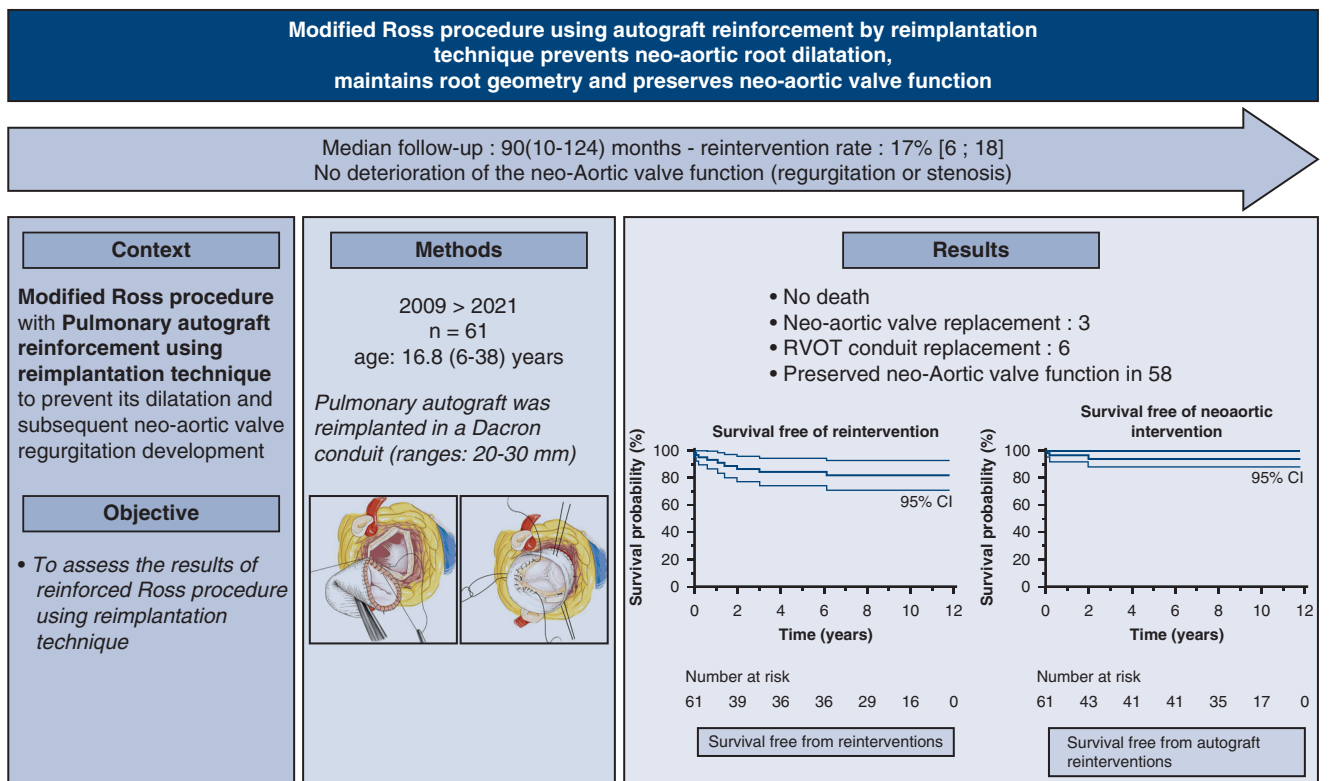 Modified Ross procedure using autograft reinforcement by reimplantation
technique prevents neo-aortic root dilatation,
maintains root geometry and preserves neo-aortic valve function
Median follow-up : 90(10-124) months - reintervention rate : 17% [6 ; 18]
No deterioration of the neo-Aortic valve function (regurgitation or stenosis)
Context
Modified Ross procedure
with Pulmonary autograft
reinforcement using
reimplantation technique
to prevent its dilatation and
subsequent neo-aortic valve
regurgitation development
Objective
• To assess the results of
reinforced Ross procedure
using reimplantation
technique
Methods
2009 > 2021
n = 61
age: 16.8 (6-38) years
Pulmonary autograft was
reimplanted in a Dacron
conduit (ranges: 20-30 mm)
Results
• No death
• Neo-aortic valve replacement : 3
• RVOT conduit replacement : 6
• Preserved neo-Aortic valve function in 58
Survival free of reintervention
Survival probability (%)
100
80
60
40
20
0
95% CI
0 2 4 6 8 10 12
Time (years)
Number at risk
61 39 36 36 29 16 0
Survival free from reinterventions
Survival free of neoaortic
intervention
Survival probability (%)
100
80
60
40
20
0
95% CI
0 2 4 6 8 10 12
Time (years)
Number at risk
61 43 41 41 35 17 0
Survival free from autograft
reinterventions